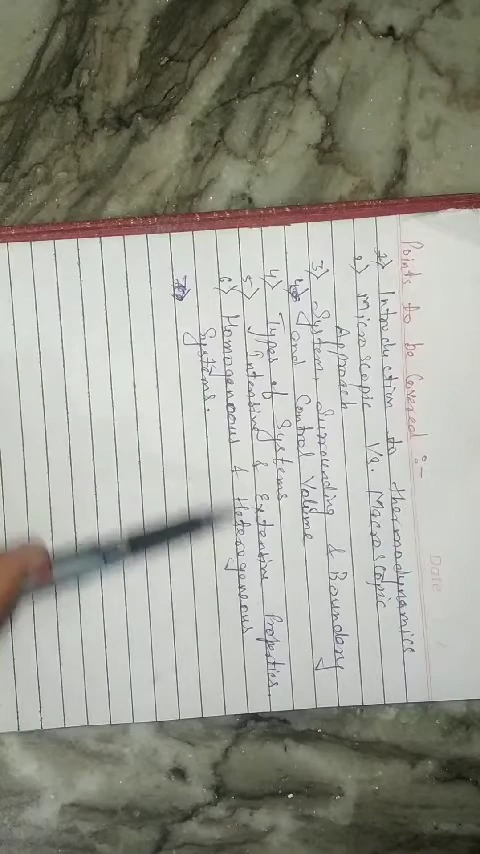 Date
Points to be Covered :-
1) Introduction to thermodynamics.
2) Microscopic Vs. Macroscopic
Approach
3) System, Surrounding & Boundary
and Control Volume
4) Types of Systems
5) Intensive & Extensive Properties.
6) Homogenous & Heterogeneous
Systems.